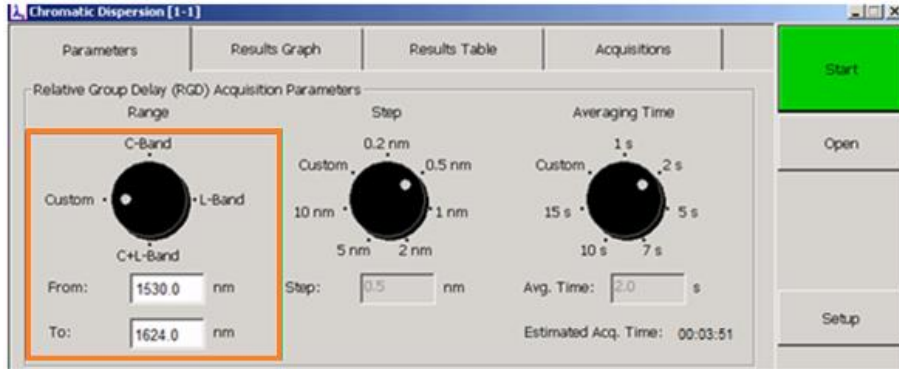 Chromatic Dispersion [1-1]
Parameters
Results Graph
Results Table
Acquisitions
Start
Relative Group Delay (RGD) Acquisition Parameters
Range
Step
Averaging Time
C-Band
Custom
L-Band
C+L-Band
0.2 nm
Custom
0.5 nm
10 nm
1 nm
5 nm
2 nm
1 s
Custom
2 s
15 s
5 s
10 s
7 s
Open
From: 1530.0 nm
Step: 0.5 nm
Avg. Time: 2.0 s
To: 1624.0 nm
Estimated Acq. Time: 00:03:51
Setup